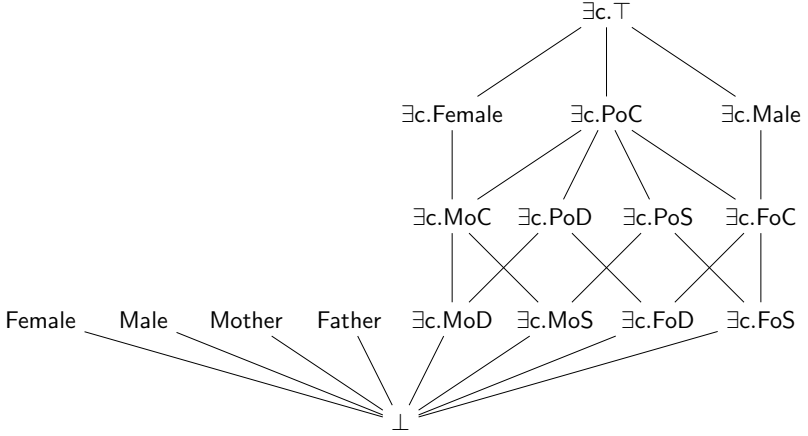 ∃c.⊤
∃c.Female ∃c.PoC ∃c.Male
∃c.MoC ∃c.PoD ∃c.PoS ∃c.FoC
Female Male Mother Father ∃c.MoD ∃c.MoS ∃c.FoD ∃c.FoS
⊥